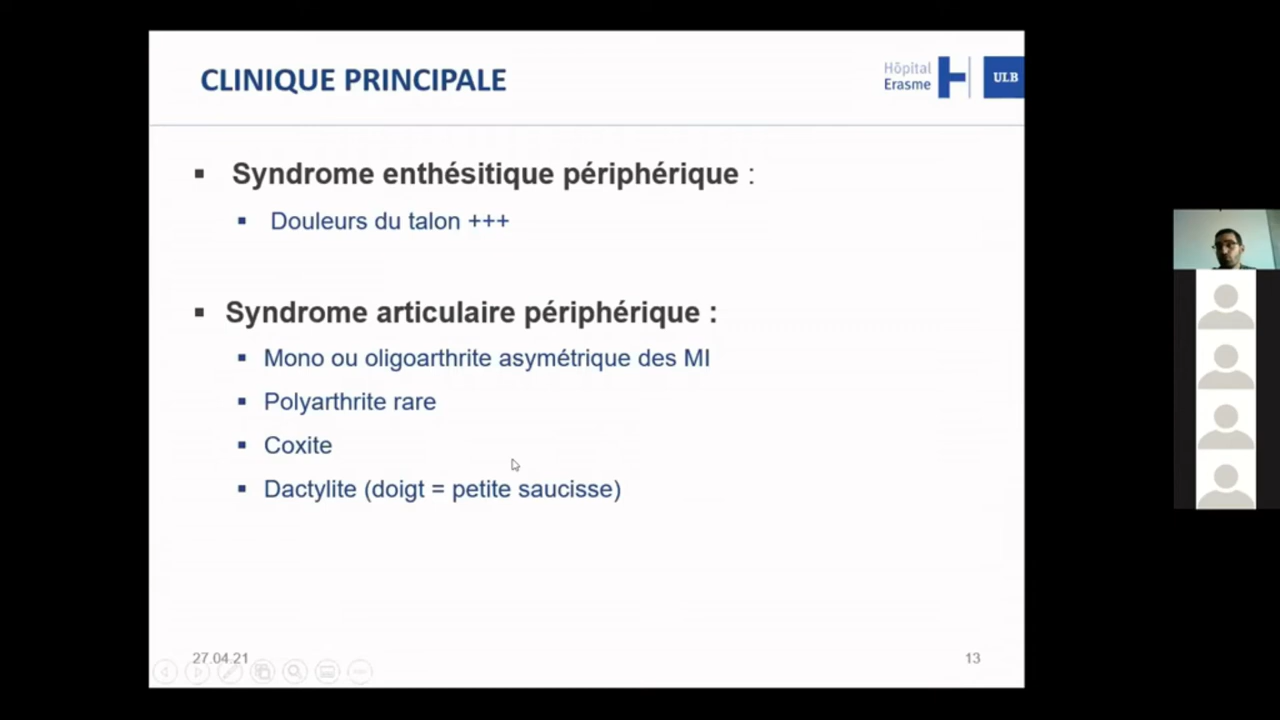 CLINIQUE PRINCIPALE
Hôpital
Erasme
ULB
Syndrome enthésitique périphérique :
Douleurs du talon +++
Syndrome articulaire périphérique :
Mono ou oligoarthrite asymétrique des MI
Polyarthrite rare
Coxite
Dactylite (doigt = petite saucisse)
27.04.21
13